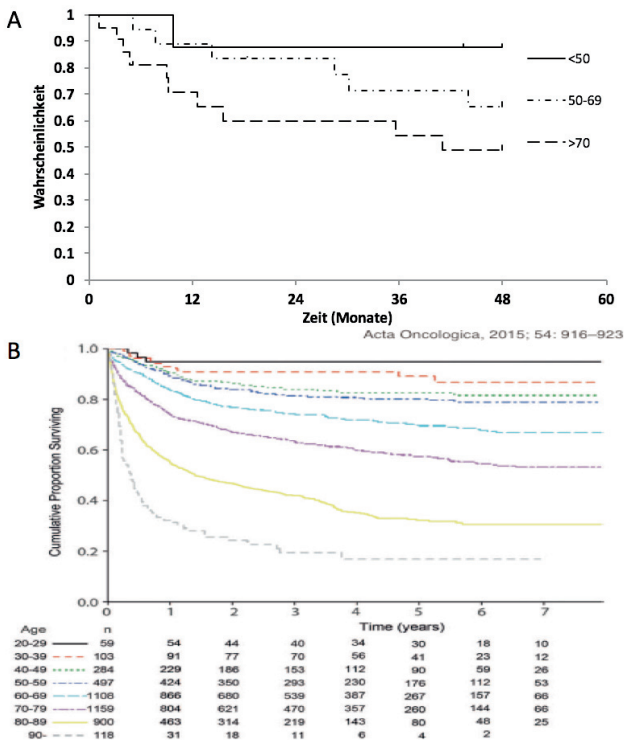 A
1
0.9
0.8
0.7
0.6
0.5
0.4
0.3
0.2
0.1
0
Wahrscheinlichkeit
<50
50-69
>70
0 12 24 36 48 60
Zeit (Monate)
Acta Oncologica, 2015; 54: 916–923
B
1.0
0.8
0.6
0.4
0.2
0.0
Cumulative Proportion Surviving
0 1 2 3 4 5 6 7
Time (years)
Age n
20-29 59 54 44 40 34 30 18 10
30-39 103 91 77 70 56 41 23 12
40-49 284 229 186 153 112 90 59 26
50-59 497 424 350 293 230 176 112 53
60-69 1108 866 680 539 387 267 157 66
70-79 1159 804 621 470 357 260 144 66
80-89 900 463 314 219 143 80 48 25
90- 118 31 18 11 6 4 2